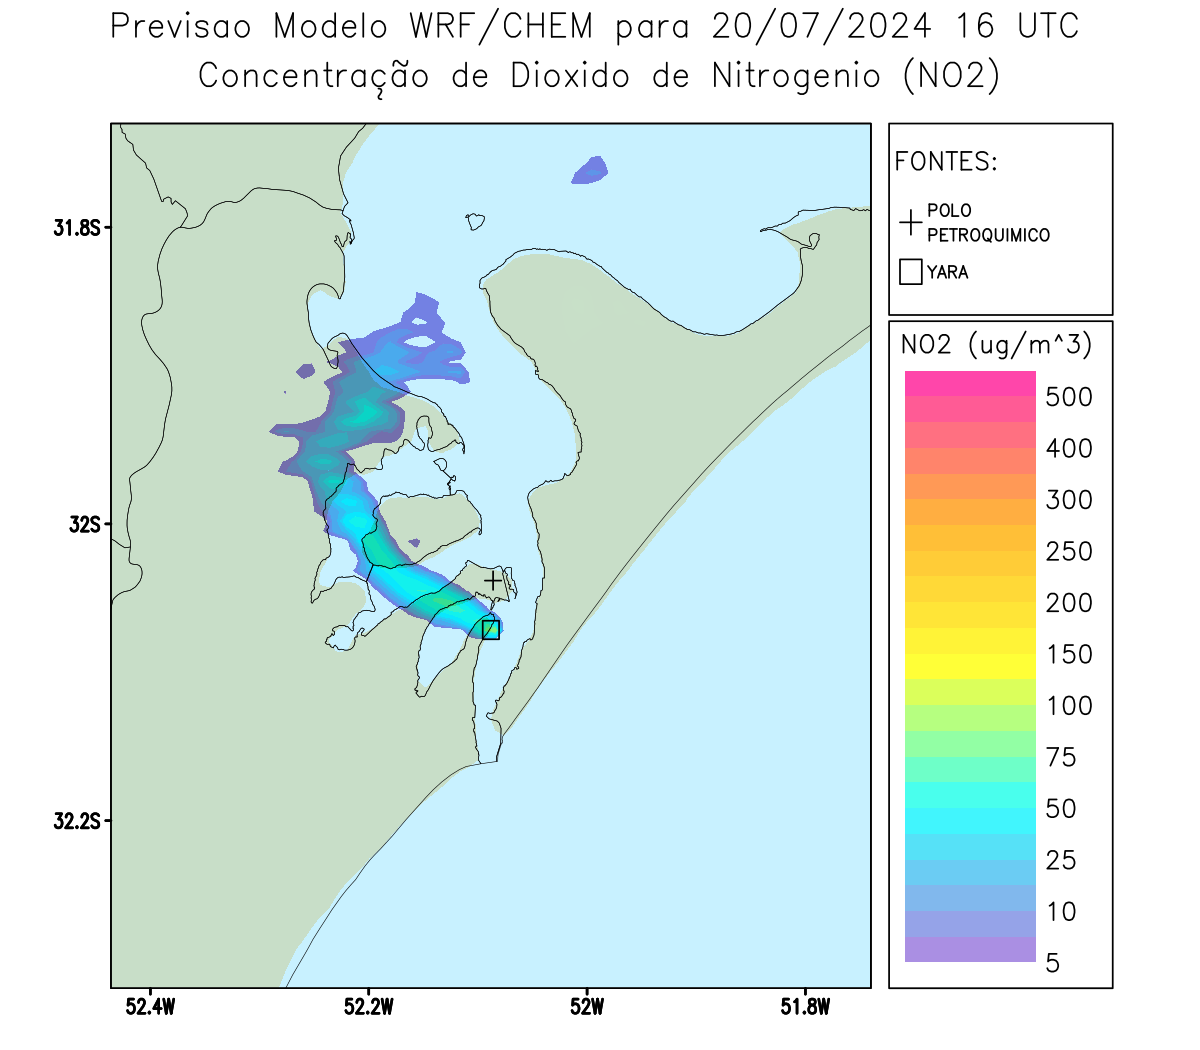 Previsao Modelo WRF/CHEM para 20/07/2024 16 UTC
Concentração de Dioxido de Nitrogenio (NO2)
FONTES:
POLO
PETROQUIMICO
YARA
31.8S
32S
32.2S
52.4W
52.2W
52W
51.8W
NO2 (ug/m^3)
500
400
300
250
200
150
100
75
50
25
10
5